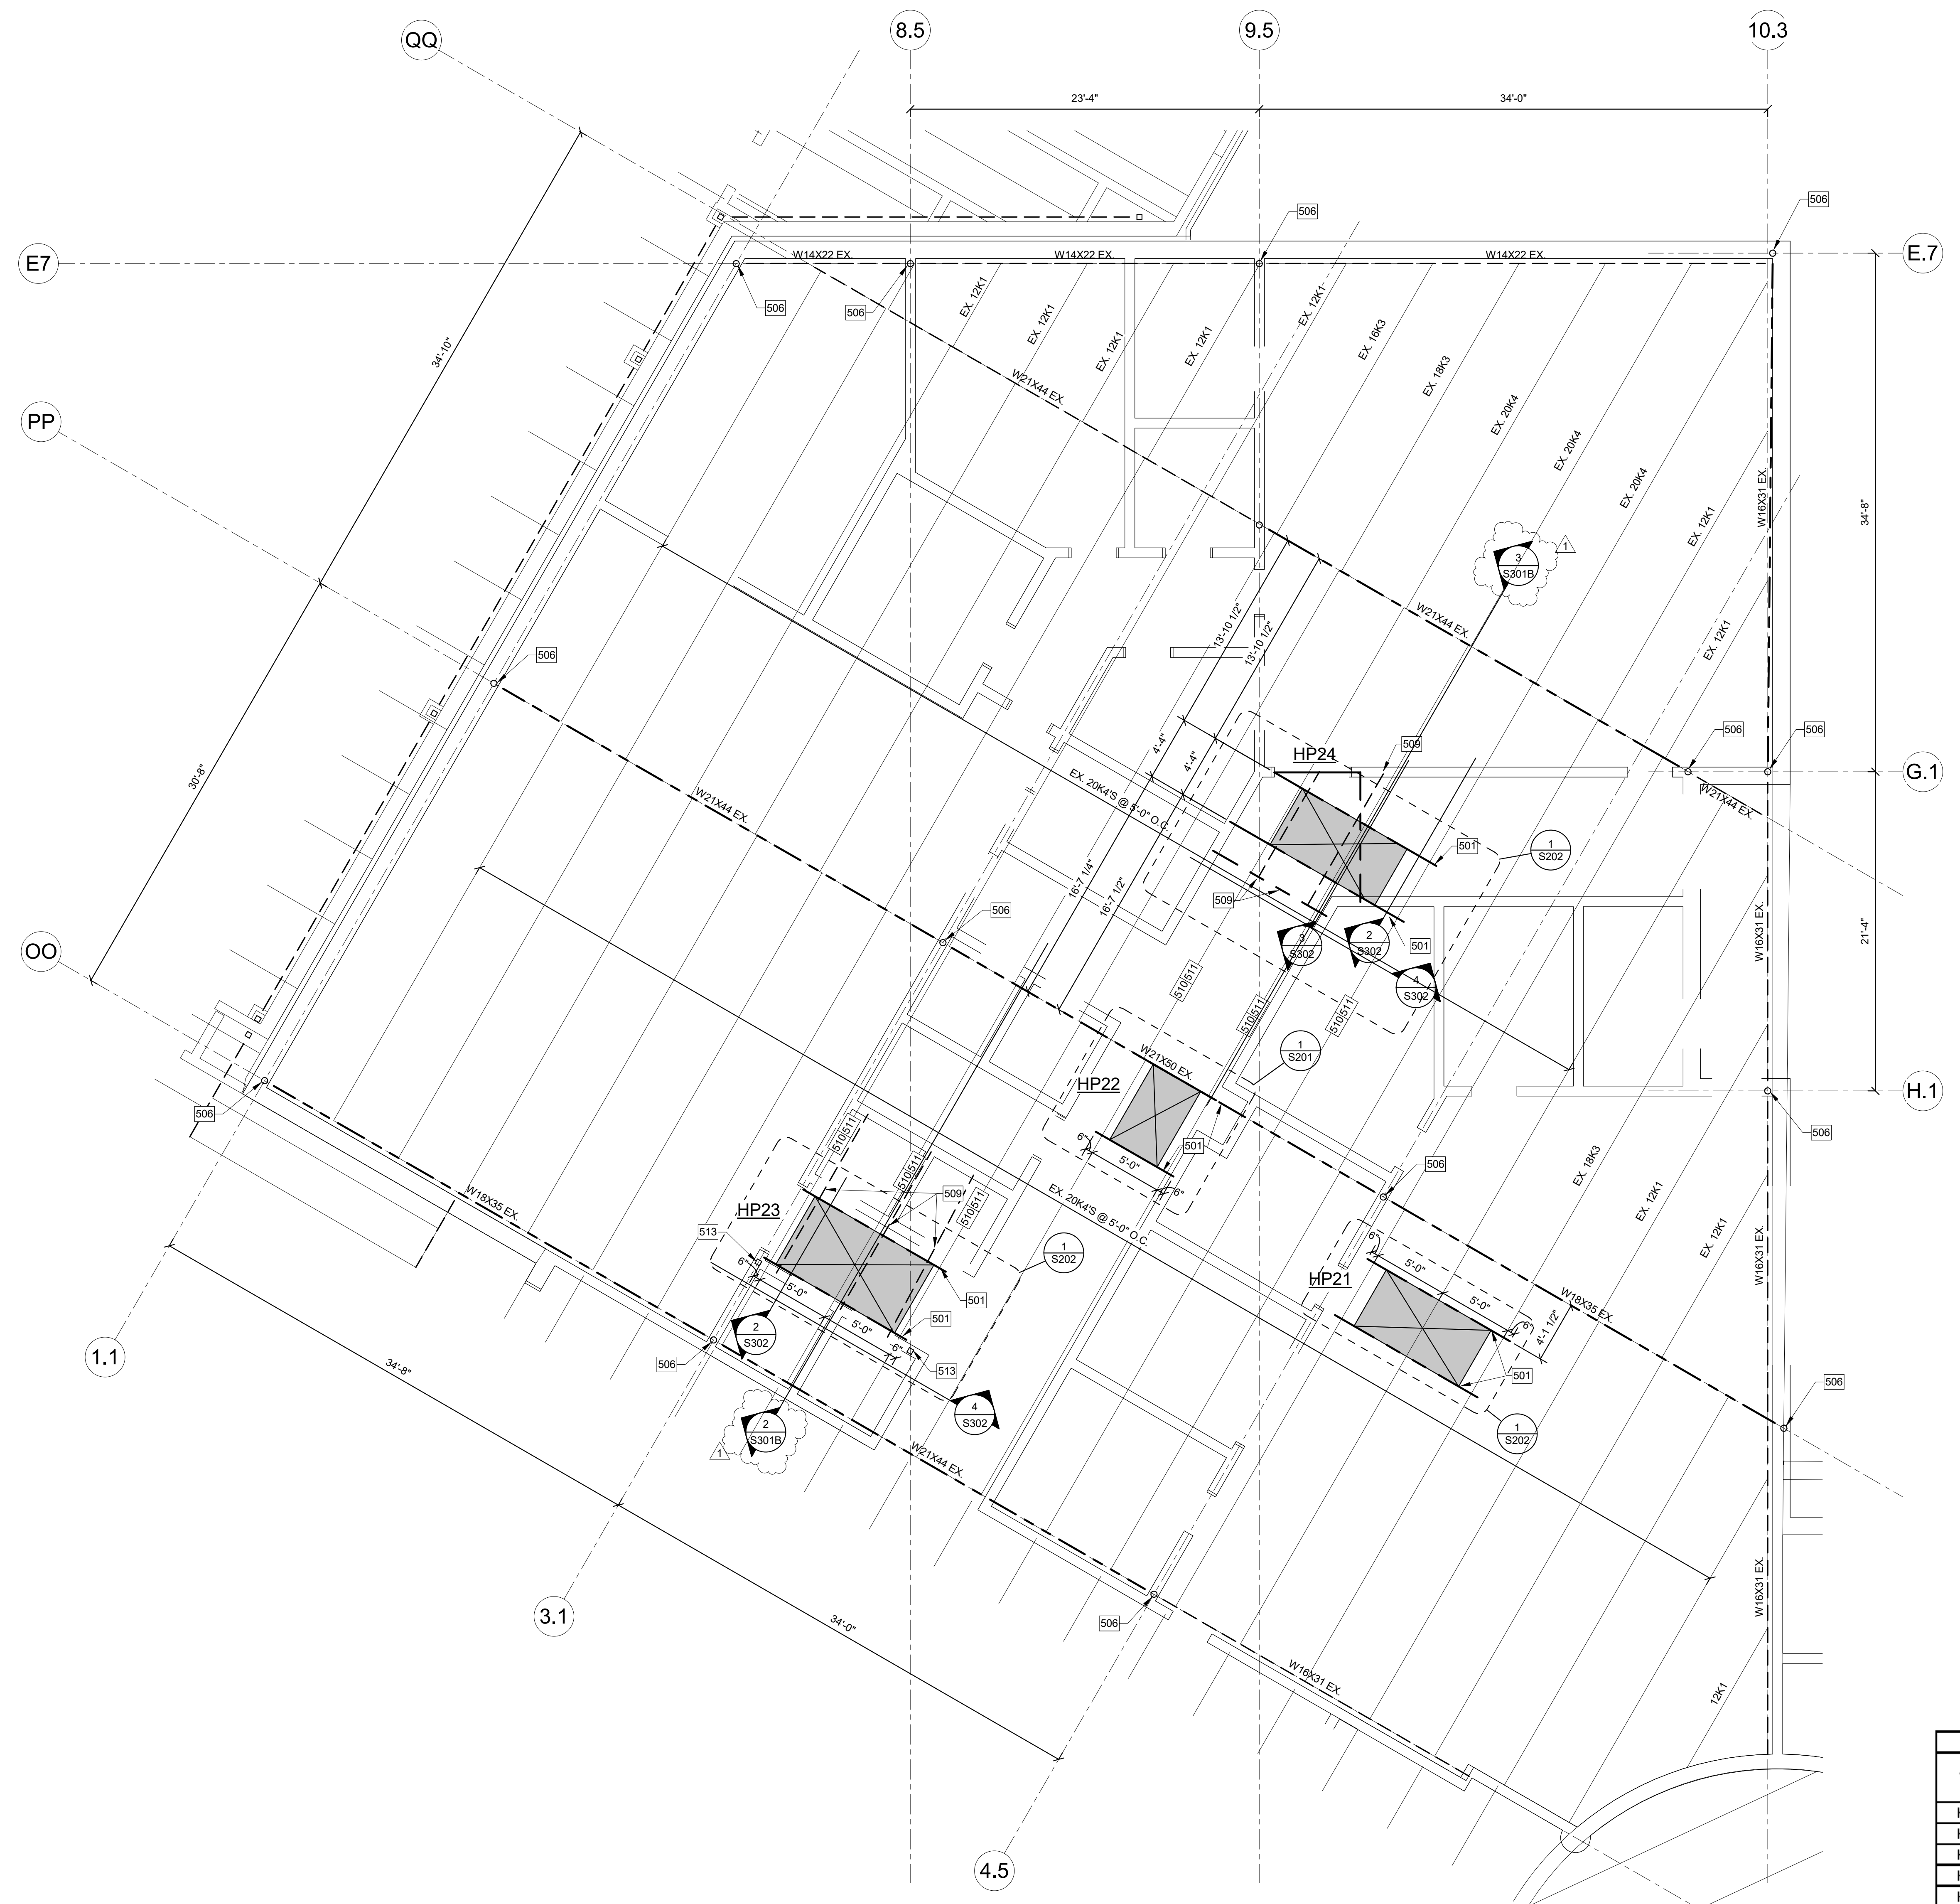 QQ
8.5
9.5
10.3
23'-4"
34'-0"
506
506
E7
W14X22 EX.
W14X22 EX.
W14X22 EX.
E.7
506
506
EX. 12K1
EX. 12K1
EX. 12K1
EX. 12K1
EX. 12K1
EX. 16K3
EX. 18K3
EX. 20K4
EX. 20K4
EX. 20K4
EX. 12K1
EX. 12K1
34'-10"
W21X44 EX.
PP
W16X31 EX.
34'-8"
3
S301B
1
W21X44 EX.
13'-10 1/2"
13'-10 1/2"
506
506
506
509
HP24
4'-4"
4'-4"
G.1
30'-8"
W21X44 EX.
EX. 20K4'S @ 5'-0" O.C.
W21X44 EX.
501
1
S202
16'-7 1/4"
16'-7 1/2"
509
506
W16X31 EX.
21'-4"
OO
3
S302
2
S302
501
4
S302
510 511
510 511
510 511
1
S201
W21X50 EX.
HP22
H.1
506
506
510 511
6"
501
5'-0"
6"
506
510 511
509
510 511
W18X35 EX.
HP23
513
EX. 20K4'S @ 5'-0" O.C.
EX. 18K3
EX. 12K1
EX. 12K1
W16X31 EX.
1
S202
6"
5'-0"
5'-0"
6"
501
501
6"
5'-0"
HP21
5'-0"
6"
4'-1 1/2"
W18X35 EX.
2
S302
506
513
501
506
1.1
34'-8"
4
S302
2
S301B
1
1
S202
W21X44 EX.
W16X31 EX.
3.1
34'-0"
506
W16X31 EX.
12K1
4.5